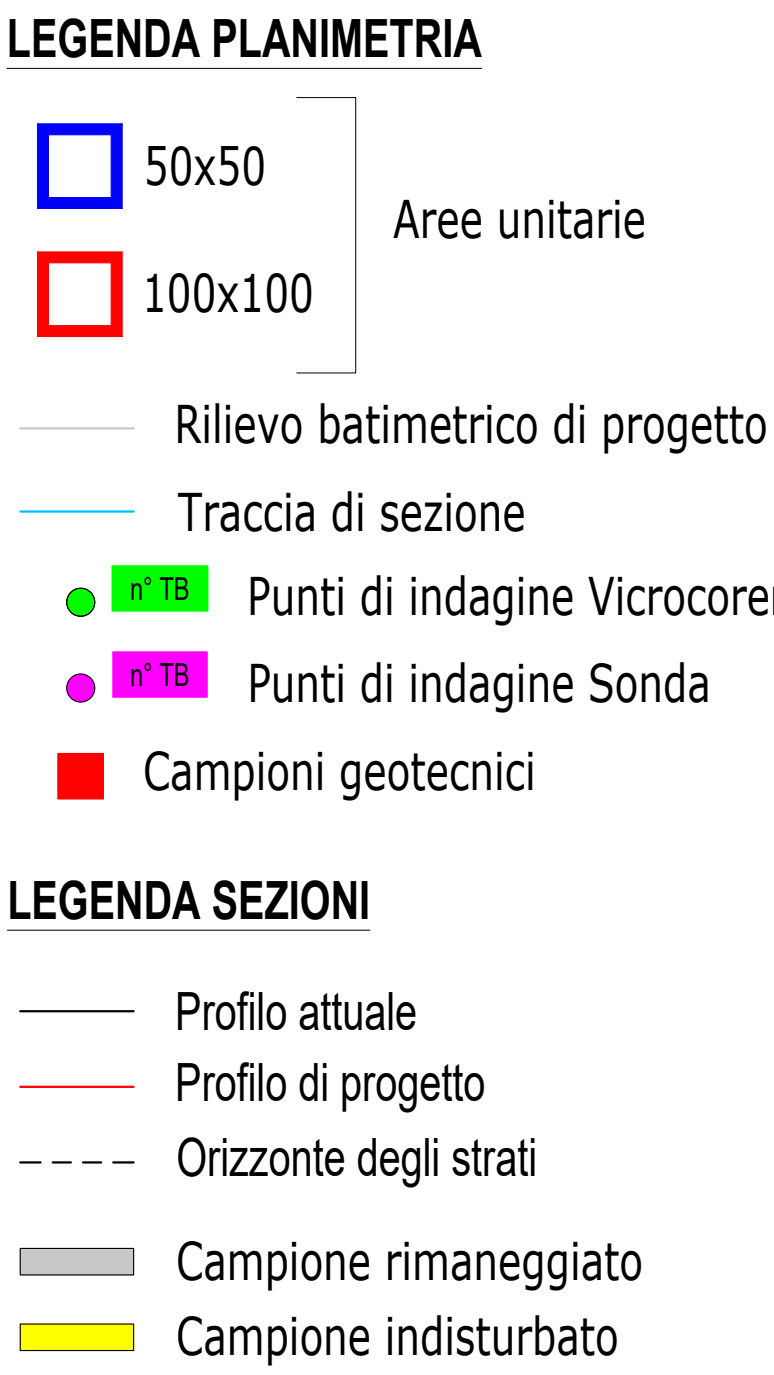 LEGENDA PLANIMETRIA
50x50
100x100
Aree unitarie
Rilievo batimetrico di progetto
Traccia di sezione
n° TB Punti di indagine Vicrocorer
n° TB Punti di indagine Sonda
Campioni geotecnici
LEGENDA SEZIONI
Profilo attuale
Profilo di progetto
Orizzonte degli strati
Campione rimaneggiato
Campione indisturbato